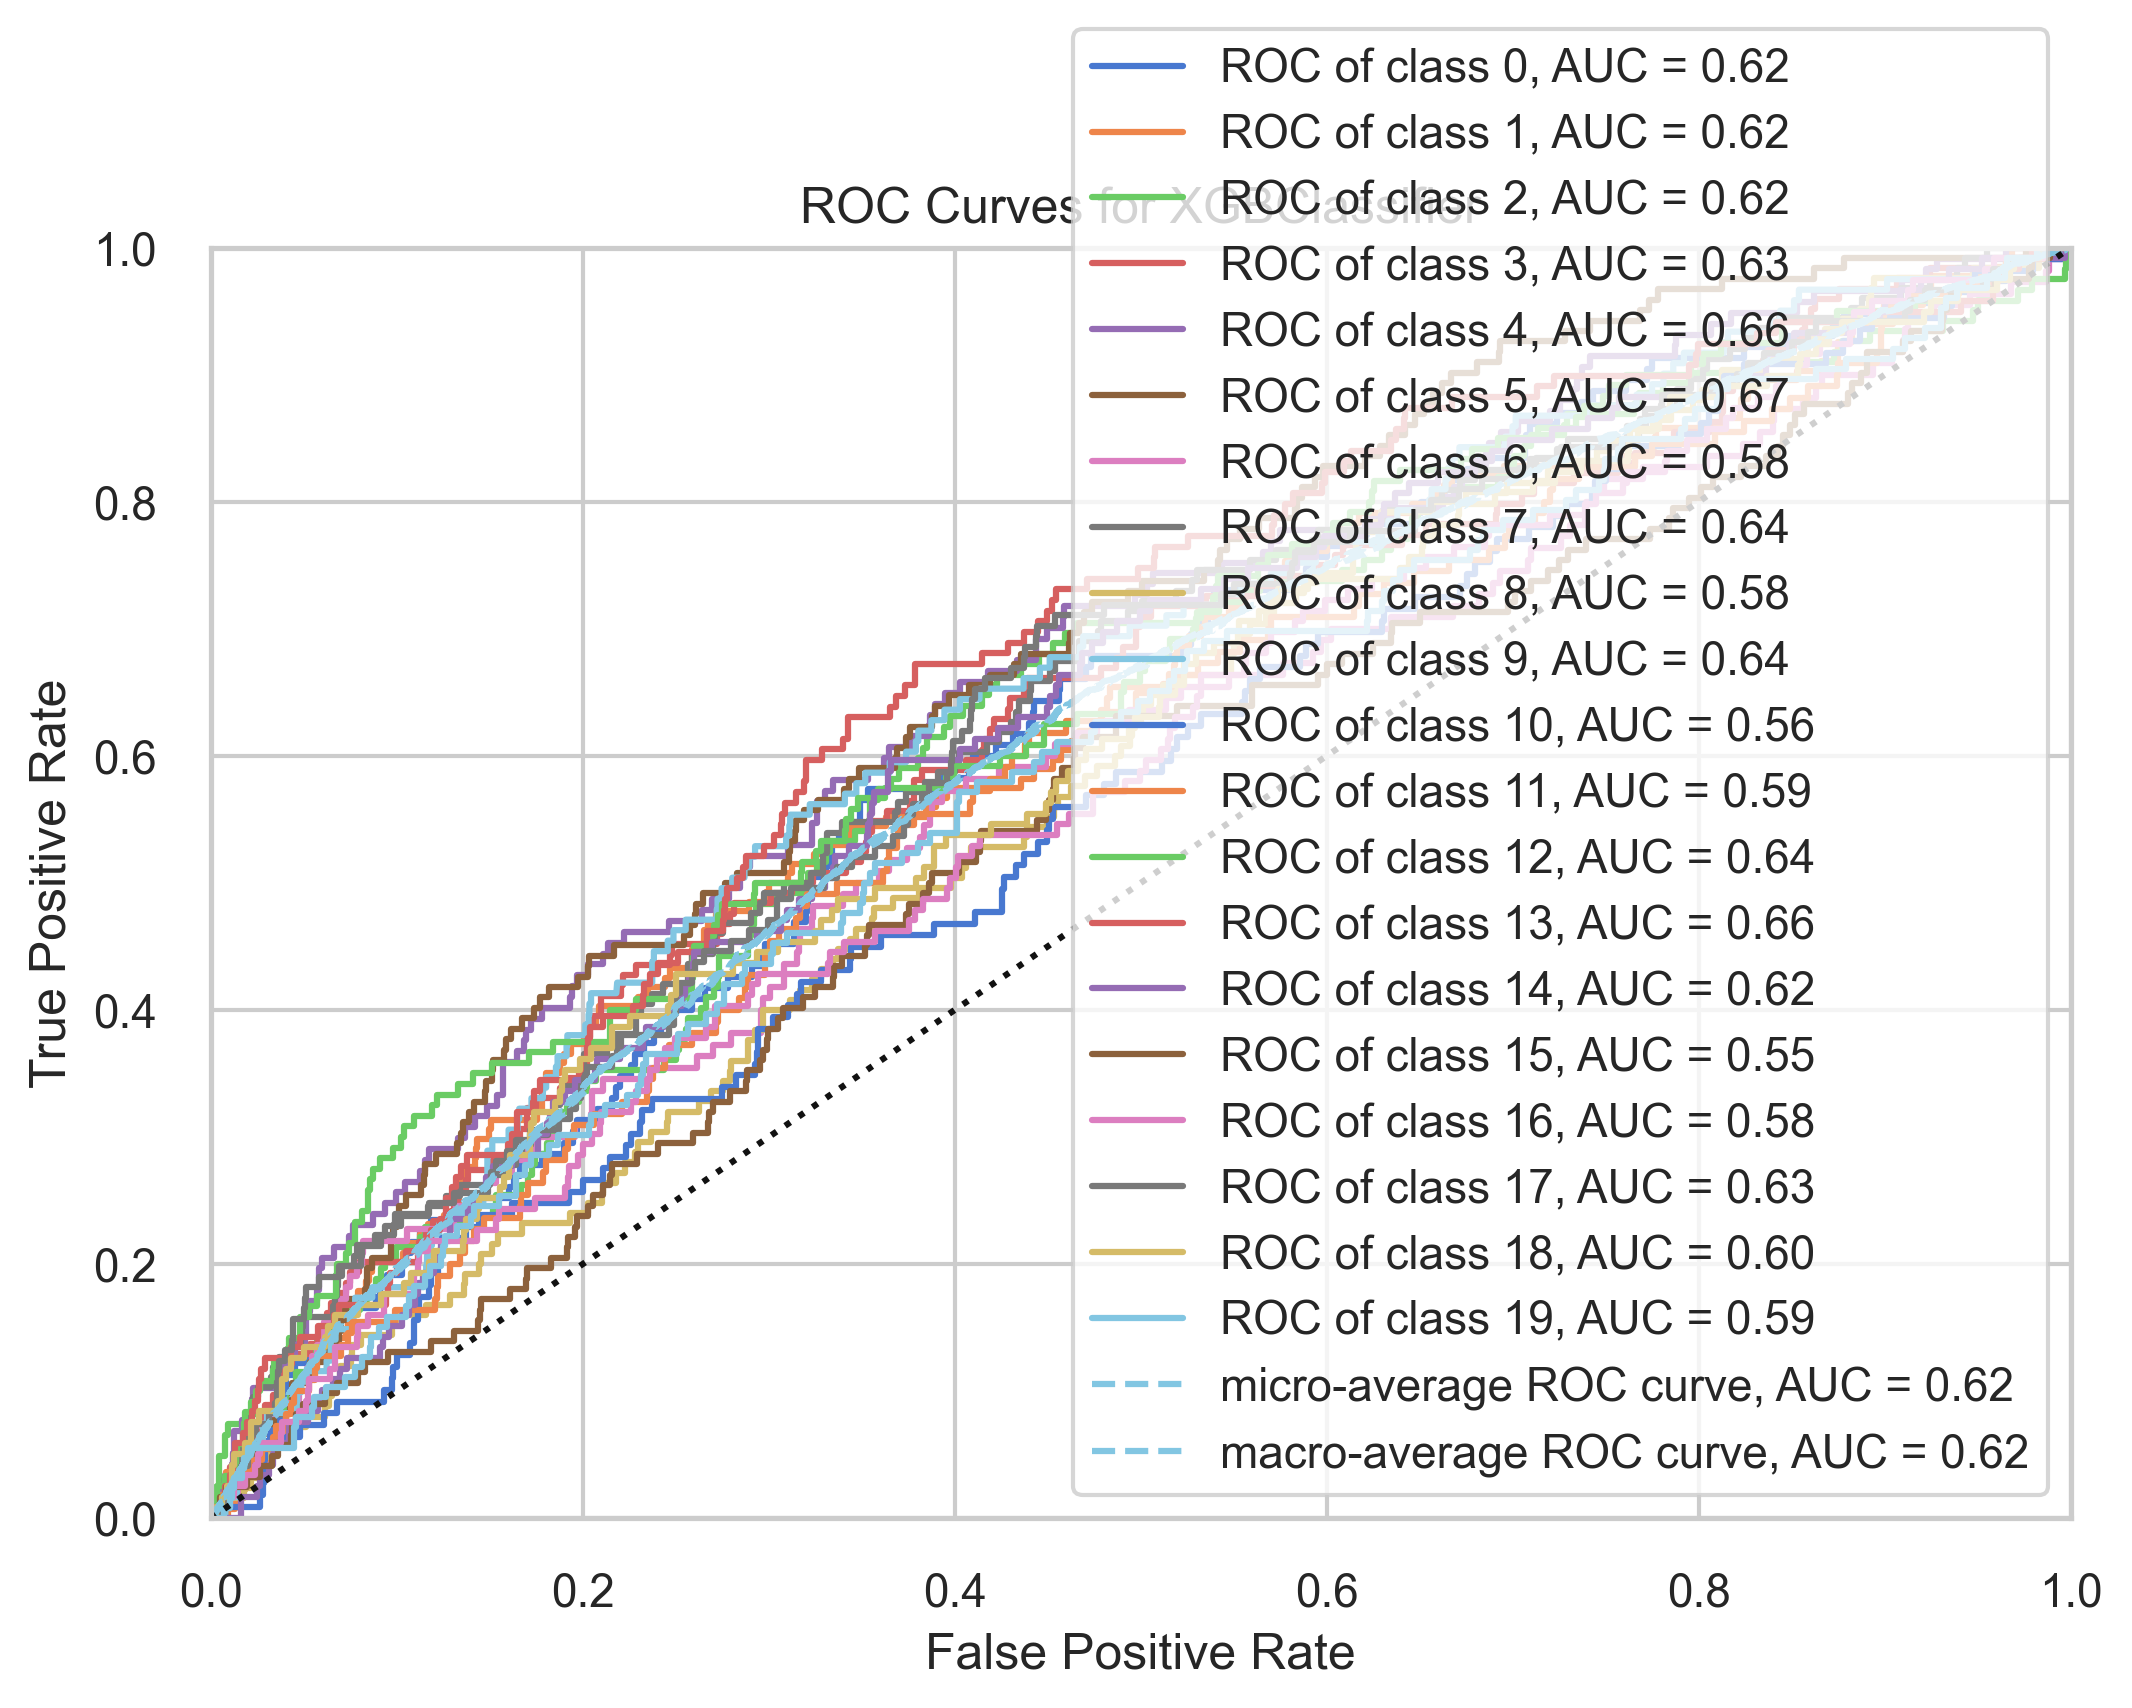 ROC Curves for XGBClassifier
ROC of class 0, AUC = 0.62
ROC of class 1, AUC = 0.62
ROC of class 2, AUC = 0.62
ROC of class 3, AUC = 0.63
ROC of class 4, AUC = 0.66
ROC of class 5, AUC = 0.67
ROC of class 6, AUC = 0.58
ROC of class 7, AUC = 0.64
ROC of class 8, AUC = 0.58
ROC of class 9, AUC = 0.64
ROC of class 10, AUC = 0.56
ROC of class 11, AUC = 0.59
ROC of class 12, AUC = 0.64
ROC of class 13, AUC = 0.66
ROC of class 14, AUC = 0.62
ROC of class 15, AUC = 0.55
ROC of class 16, AUC = 0.58
ROC of class 17, AUC = 0.63
ROC of class 18, AUC = 0.60
ROC of class 19, AUC = 0.59
micro-average ROC curve, AUC = 0.62
macro-average ROC curve, AUC = 0.62
True Positive Rate
1.0
0.8
0.6
0.4
0.2
0.0
0.0 0.2 0.4 0.6 0.8 1.0
False Positive Rate